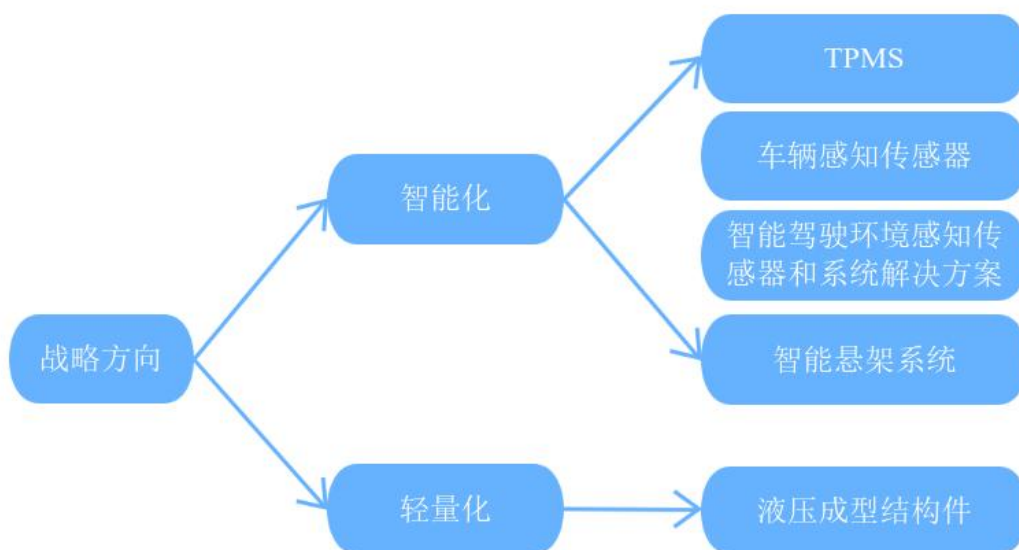 战略方向
智能化
TPMS
车辆感知传感器
智能驾驶环境感知传
感器和系统解决方案
智能悬架系统
轻量化
液压成型结构件